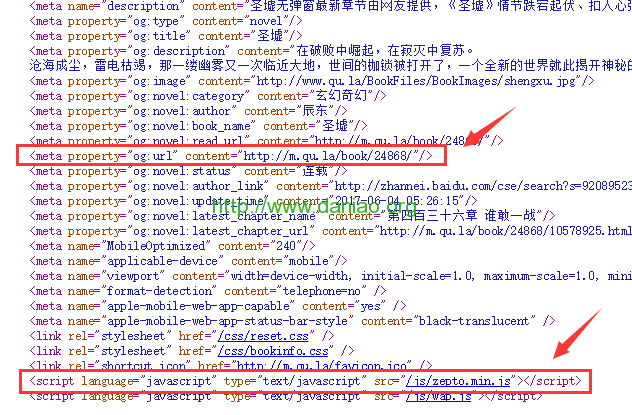 <meta name="description" content="圣墟无弹窗最新章节由网友提供，《圣墟》情节跌宕起伏、扣人心弦
<meta property="og:type" content="novel"/>
<meta property="og:title" content="圣墟"/>
<meta property="og:description" content="在破败中崛起，在寂灭中复苏。
沧海成尘，雷电枯竭，那一缕幽雾又一次临近大地，世间的枷锁被打开了，一个全新的世界就此揭开神秘的
<meta property="og:image" content="http://www.qu.la/BookFiles/BookImages/shengxu.jpg"/>
<meta property="og:novel:category" content="玄幻奇幻"/>
<meta property="og:novel:author" content="辰东"/>
<meta property="og:novel:book_name" content="圣墟"/>
<meta property="og:novel:read_url" content="http://m.qu.la/book/24868/"/>
<meta property="og:url" content="http://m.qu.la/book/24868/"/>
<meta property="og:novel:status" content="连载"/>
<meta property="og:novel:author_link" content="http://zhannei.baidu.com/cse/search?s=92089523
<meta property="og:novel:update_time" content="2017-06-04 05:26:15"/>
http://www.daniao.org
<meta property="og:novel:latest_chapter_name" content="第四百三十六章 谁敢一战"/>
<meta property="og:novel:latest_chapter_url" content="http://m.qu.la/book/24868/10578925.html
<meta name="MobileOptimized" content="240"/>
<meta name="applicable-device" content="mobile"/>
<meta name="viewport" content="width=device-width, initial-scale=1.0, maximum-scale=1.0, mini
<meta name="format-detection" content="telephone=no" />
<meta name="apple-mobile-web-app-capable" content="yes" />
<meta name="apple-mobile-web-app-status-bar-style" content="black-translucent" />
<link rel="stylesheet" href="/css/reset.css" />
<link rel="stylesheet" href="/css/bookinfo.css" />
<link rel="shortcut icon" href="http://m.qu.la/favicon.ico" />
<script language="javascript" type="text/javascript" src="/js/zepto.min.js"></script>
<script language="javascript" type="text/javascript" src="/js/wap.js"></script>